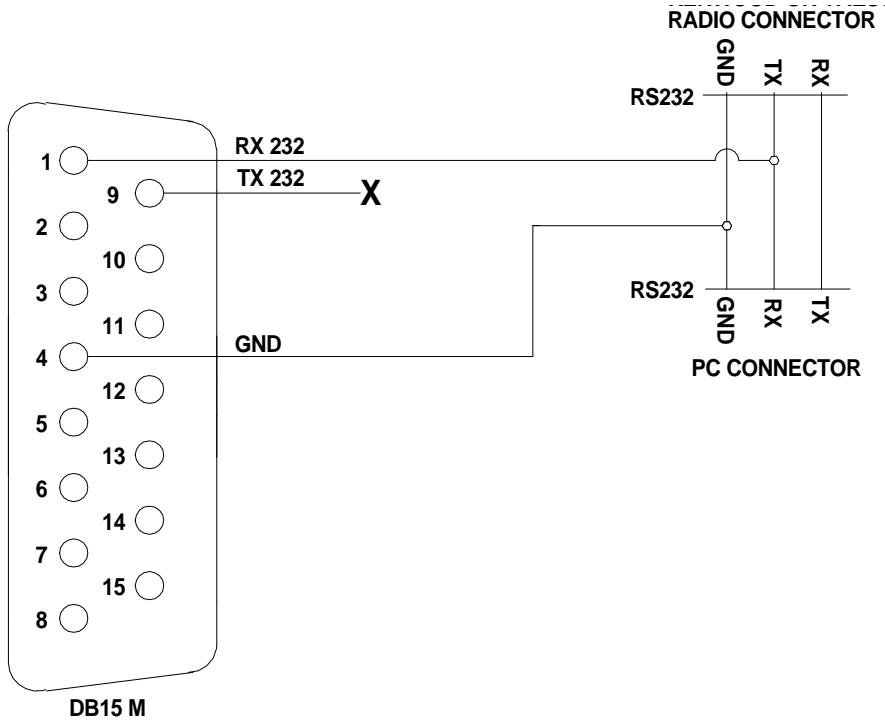 RADIO CONNECTOR
GND TX RX
RS232
1 RX 232
9 TX 232 X
2
10
3
RS232
11
GND RX TX
4 GND
PC CONNECTOR
12
5
13
6
14
7
15
8
DB15 M